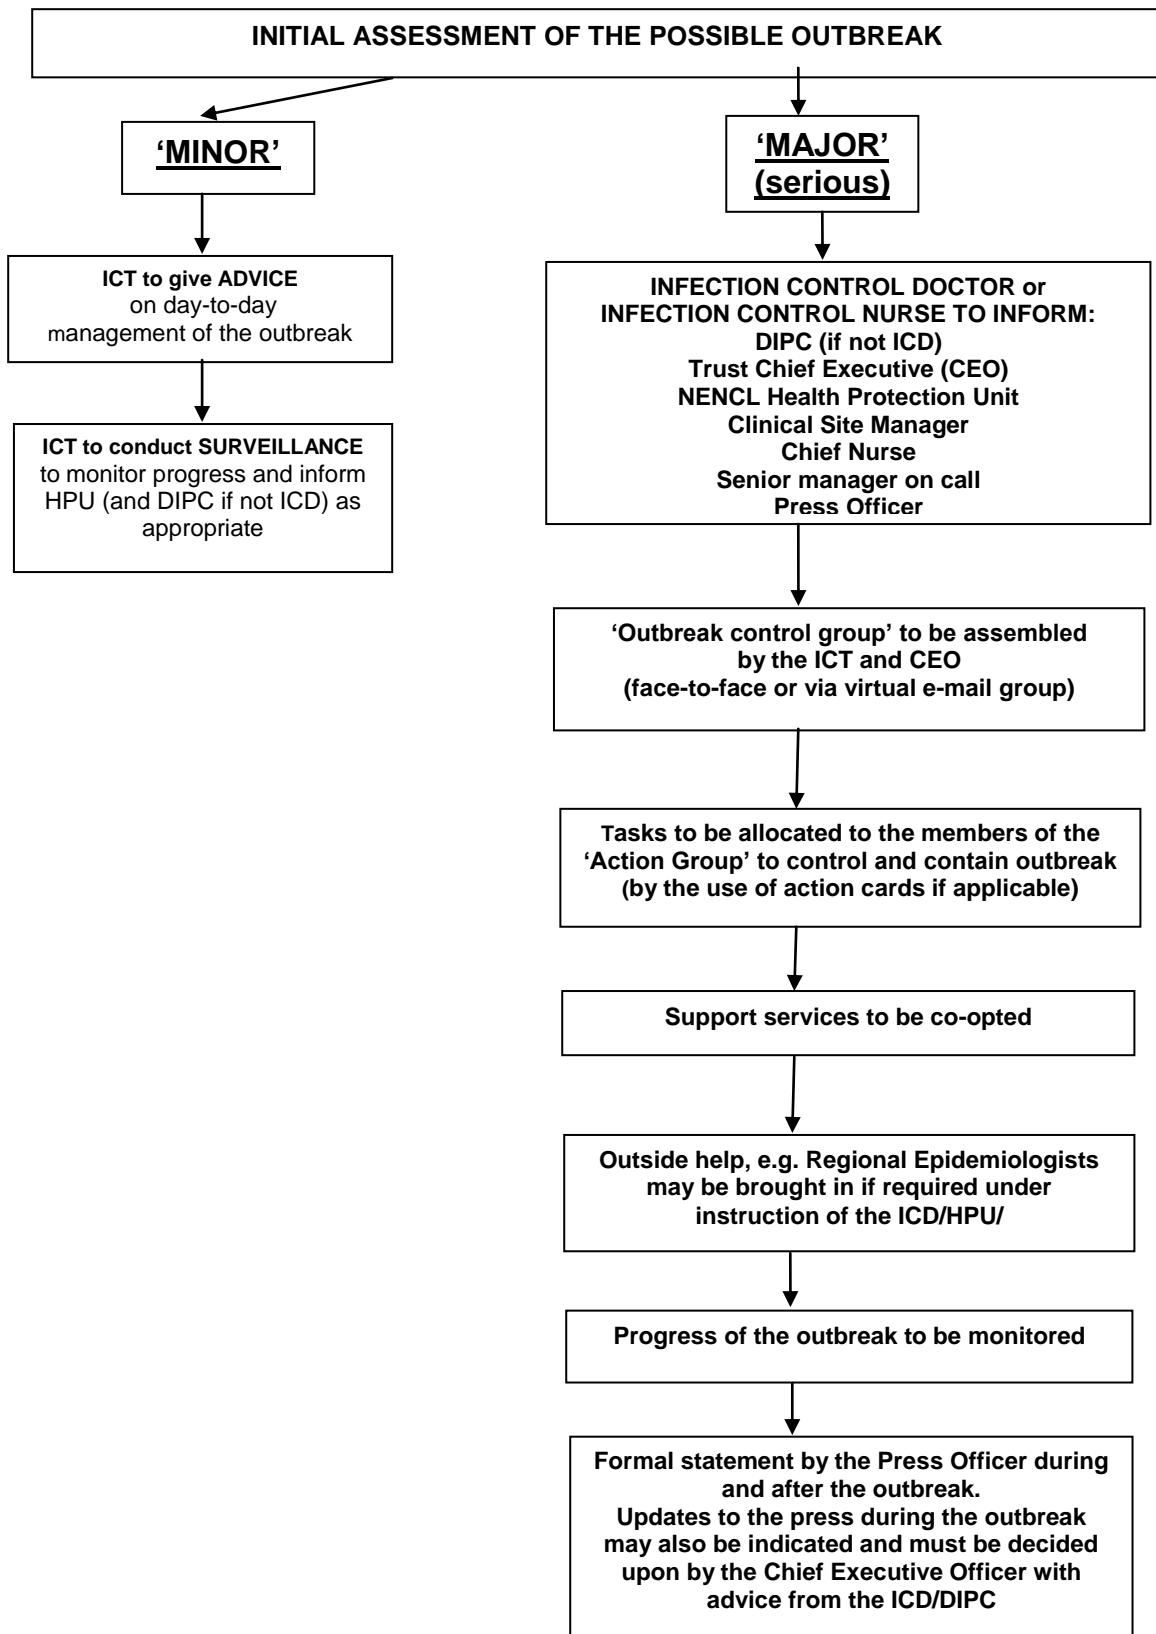 INITIAL ASSESSMENT OF THE POSSIBLE OUTBREAK
‘MINOR’
‘MAJOR’
(serious)
ICT to give ADVICE
on day-to-day
management of the outbreak
ICT to conduct SURVEILLANCE
to monitor progress and inform
HPU (and DIPC if not ICD) as
appropriate
INFECTION CONTROL DOCTOR or
INFECTION CONTROL NURSE TO INFORM:
DIPC (if not ICD)
Trust Chief Executive (CEO)
NENCL Health Protection Unit
Clinical Site Manager
Chief Nurse
Senior manager on call
Press Officer
‘Outbreak control group’ to be assembled
by the ICT and CEO
(face-to-face or via virtual e-mail group)
Tasks to be allocated to the members of the
‘Action Group’ to control and contain outbreak
(by the use of action cards if applicable)
Support services to be co-opted
Outside help, e.g. Regional Epidemiologists
may be brought in if required under
instruction of the ICD/HPU/
Progress of the outbreak to be monitored
Formal statement by the Press Officer during
and after the outbreak.
Updates to the press during the outbreak
may also be indicated and must be decided
upon by the Chief Executive Officer with
advice from the ICD/DIPC